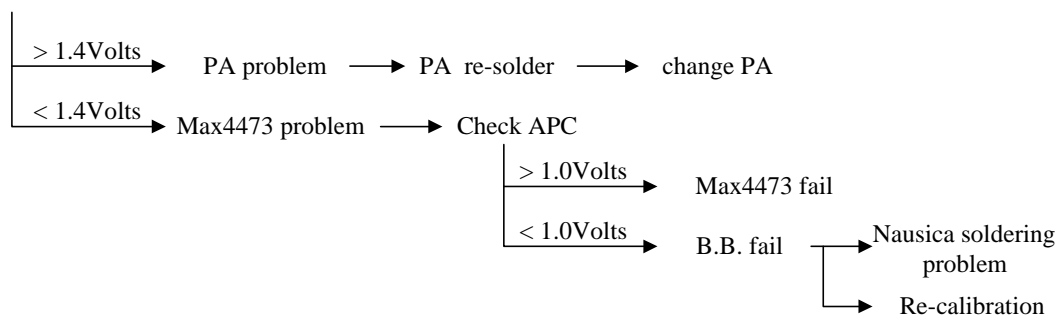 > 1.4Volts
PA problem
PA re-solder
change PA
< 1.4Volts
Max4473 problem
Check APC
> 1.0Volts
Max4473 fail
< 1.0Volts
B.B. fail
Nausica soldering
problem
Re-calibration